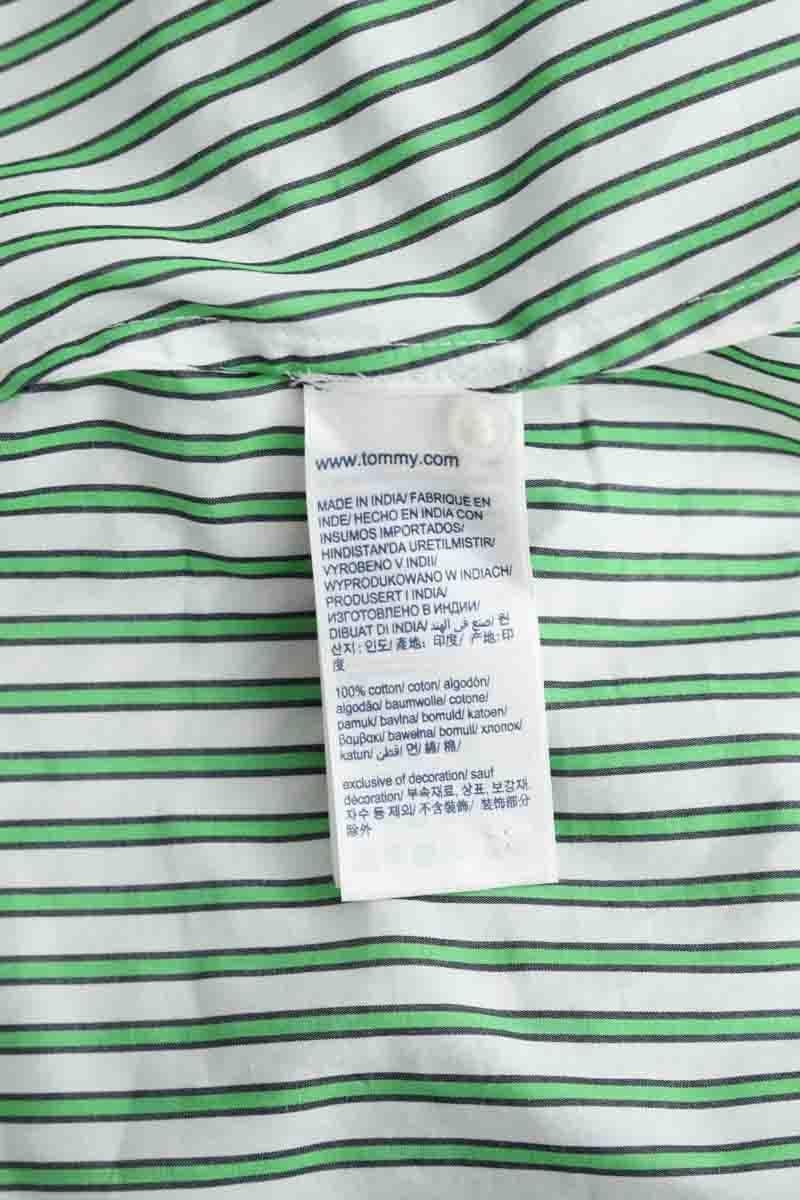 www.tommy.com
MADE IN INDIA/ FABRIQUE EN
INDE/ HECHO EN INDIA CON
INSUMOS IMPORTADOS/
HINDISTAN'DA URETILMISTIR/
VYROBENO V INDII/
WYPRODUKOWANO W INDIACH/
PRODUSERT I INDIA/
ИЗГОТОВЛЕНО В ИНДИИ/
DIBUAT DI INDIA/ صنع في الهند/ 원
산지: 인도/ 產地: 印度/ 产地: 印
度
100% cotton/ coton/ algodón/
algodão/ baumwolle/ cotone/
pamuk/ bavlna/ bomuld/ katoen/
βαμβακι/ bawełna/ bomull/ хлопок/
katun/ قطن/ 면/ 綿/ 棉/
exclusive of decoration/ sauf
décoration/ 부속재료, 상표, 보강재,
자수 등 제외/ 不含裝飾/ 装饰部分
除外